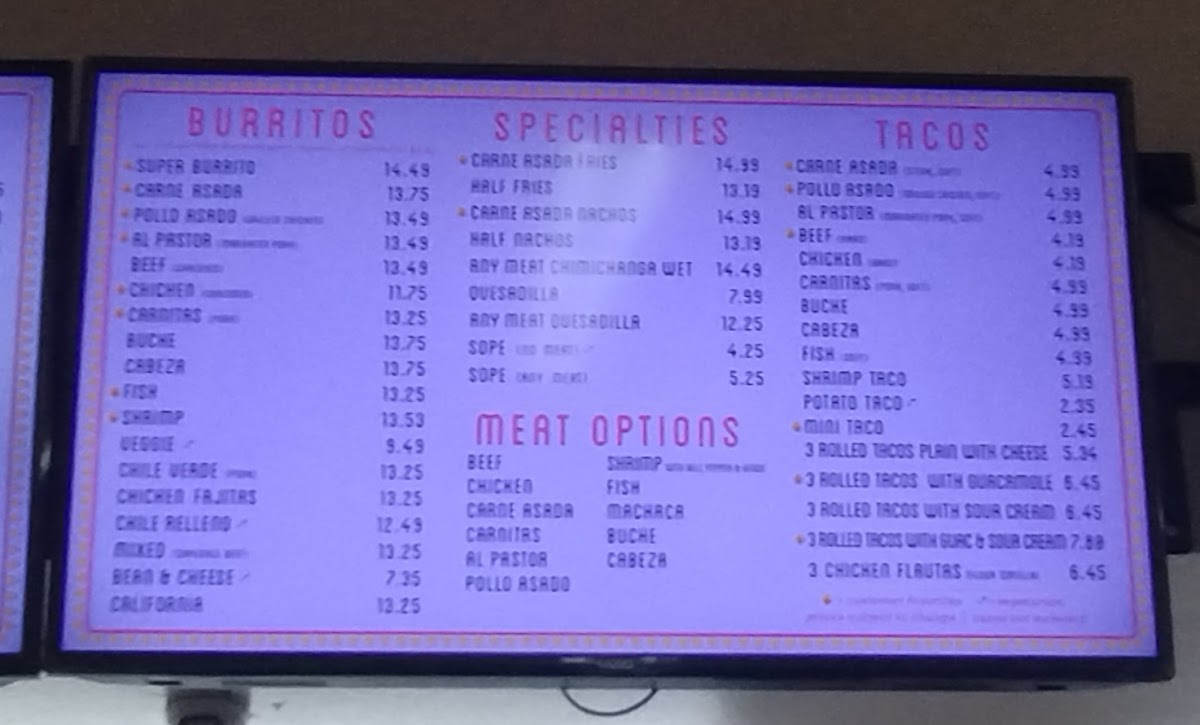 BURRITOS
SUPER BURRITO 14.49
CARNE ASADA 13.75
POLLO ASADO 13.49
AL PASTOR 13.49
BEEF 13.49
CHICKEN 11.75
CARNITAS 13.25
BUCHE 13.75
CABEZA 13.75
FISH 13.25
SHRIMP 13.53
VEGGIE 9.49
CHILE VERDE 13.25
CHICKEN FAJITAS 13.25
CHILE RELLENO 12.49
MIXED 13.25
BEAN & CHEESE 7.35
CALIFORNIA 13.25
SPECIALTIES
CARNE ASADA FRIES 14.99
HALF FRIES 13.19
CARNE ASADA NACHOS 14.99
HALF NACHOS 13.19
ANY MEAT CHIMICHANGA WET 14.49
QUESADILLA 7.99
ANY MEAT QUESADILLA 12.25
SOPE (NO MEAT) 4.25
SOPE (ANY MEAT) 5.25
MEAT OPTIONS
BEEF
CHICKEN
CARNE ASADA
CARNITAS
AL PASTOR
POLLO ASADO
SHRIMP
FISH
MACHACA
BUCHE
CABEZA
TACOS
CARNE ASADA 4.99
POLLO ASADO 4.99
AL PASTOR 4.99
BEEF 4.19
CHICKEN 4.19
CARNITAS 4.99
BUCHE 4.99
CABEZA 4.99
FISH 4.99
SHRIMP TACO 5.19
POTATO TACO 2.35
MINI TACO 2.45
3 ROLLED TACOS PLAIN WITH CHEESE 5.34
3 ROLLED TACOS WITH GUACAMOLE 6.45
3 ROLLED TACOS WITH SOUR CREAM 6.45
3 ROLLED TACOS WITH GUAC & SOUR CREAM
3 CHICKEN FLAUTAS 6.45